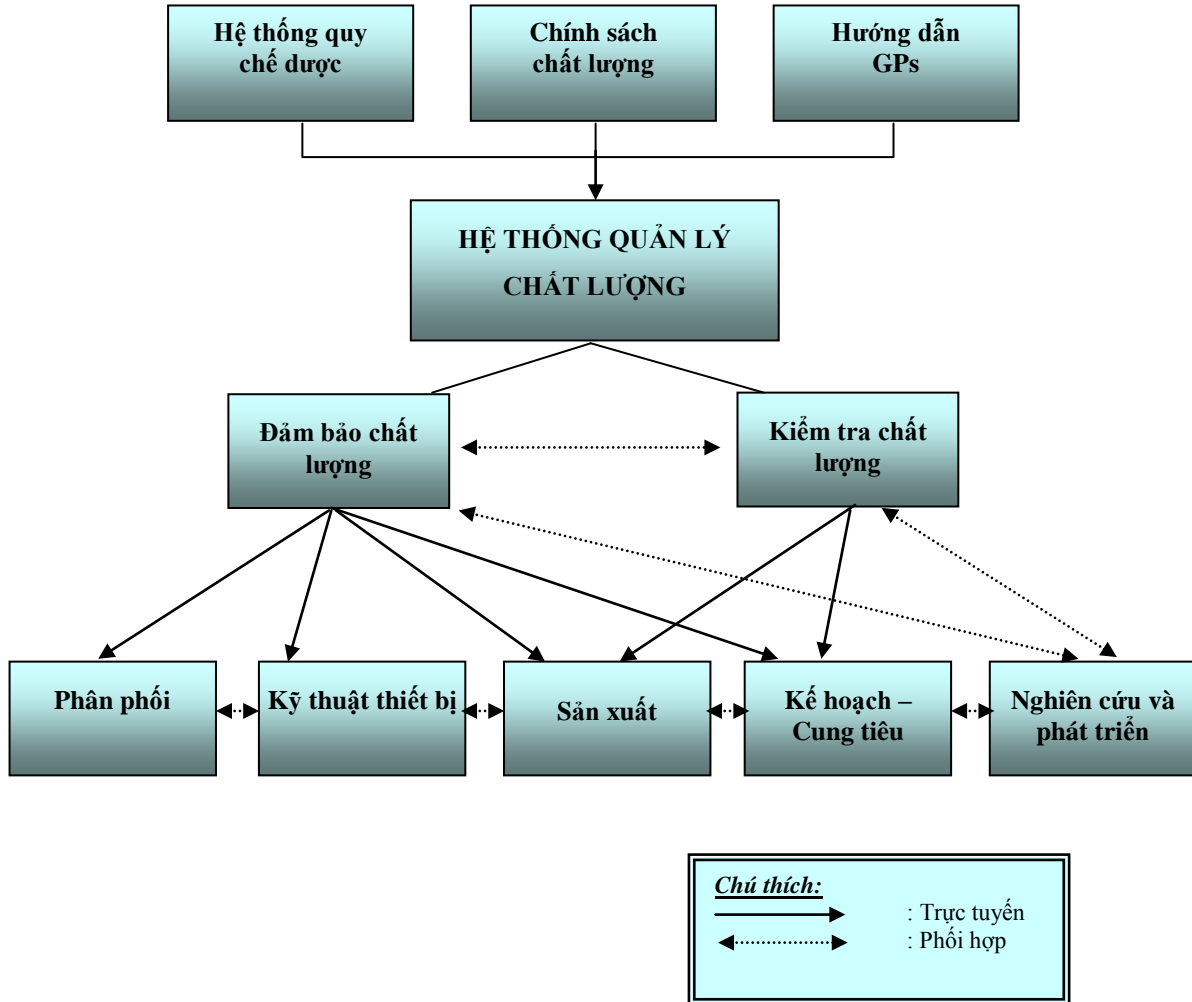 Hệ thống quy
chế dược
Chính sách
chất lượng
Hướng dẫn
GPs
HỆ THỐNG QUẢN LÝ
CHẤT LƯỢNG
Đảm bảo chất
lượng
Kiểm tra chất
lượng
Phân phối
Kỹ thuật thiết bị
Sản xuất
Kế hoạch –
Cung tiêu
Nghiên cứu và
phát triển
Chú thích:
: Trực tuyến
: Phối hợp